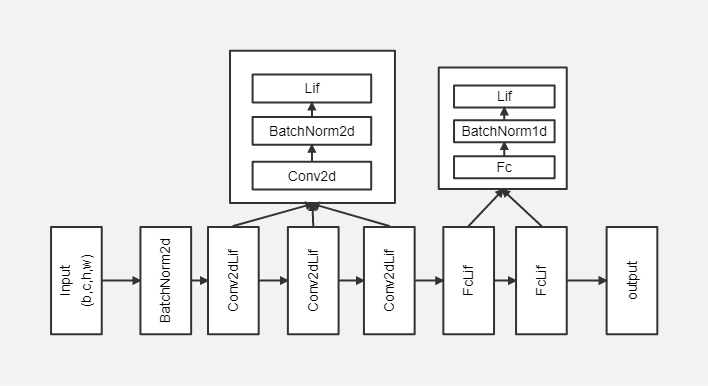 Lif
BatchNorm2d
Conv2d
Lif
BatchNorm1d
Fc
Input
(b,c,h,w)
BatchNorm2d
Conv2dLif
Conv2dLif
Conv2dLif
FcLif
FcLif
output